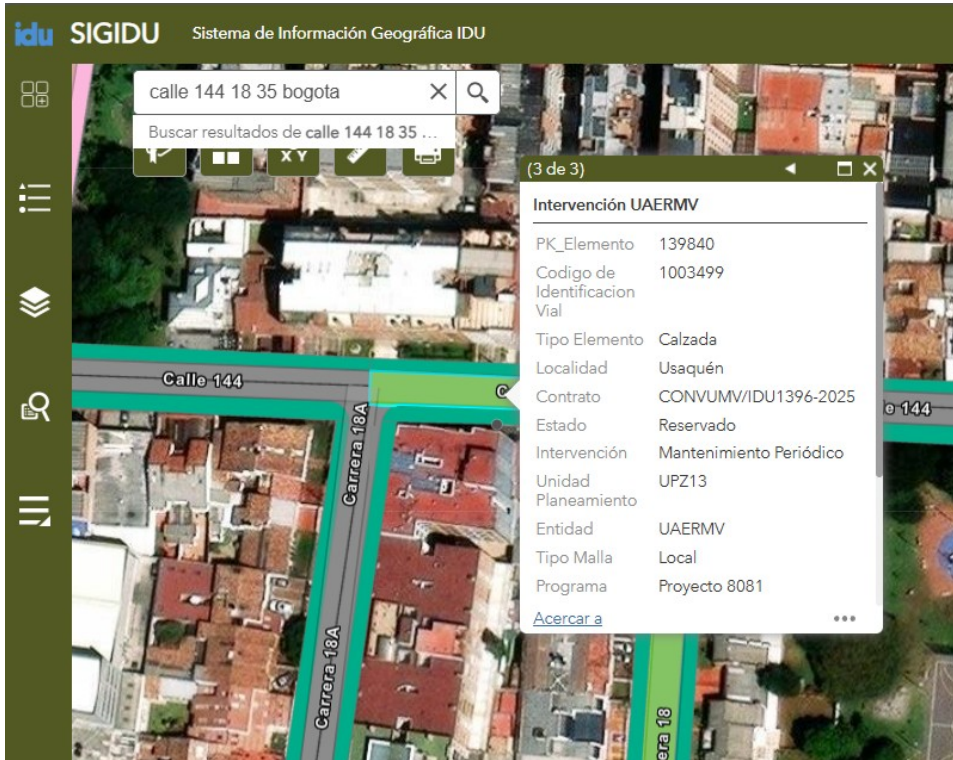 idu SIGIDU Sistema de Información Geográfica IDU
calle 144 18 35 bogota
Buscar resultados de calle 144 18 35 ...
X Y
(3 de 3)
Intervención UAERMV
PK_Elemento 139840
Codigo de Identificacion Vial 1003499
Tipo Elemento Calzada
Localidad Usaquén
Contrato CONVUMV/IDU1396-2025
Estado Reservado
Intervención Mantenimiento Periódico
Unidad Planeamiento UPZ13
Entidad UAERMV
Tipo Malla Local
Programa Proyecto 8081
Acercar a
Calle 144
C
e 144
Carrera 18A
Carrera 18A
era 18